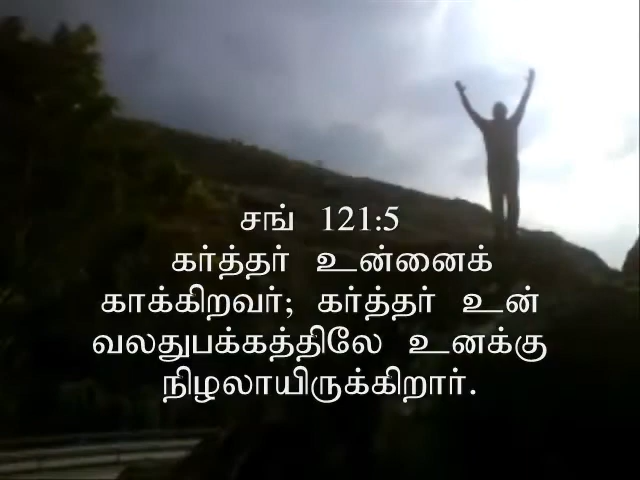 சங் 121:5
கர்த்தர் உன்னைக்
காக்கிறவர்; கர்த்தர் உன்
வலதுபக்கத்திலே உனக்கு
நிழலாயிருக்கிறார்.